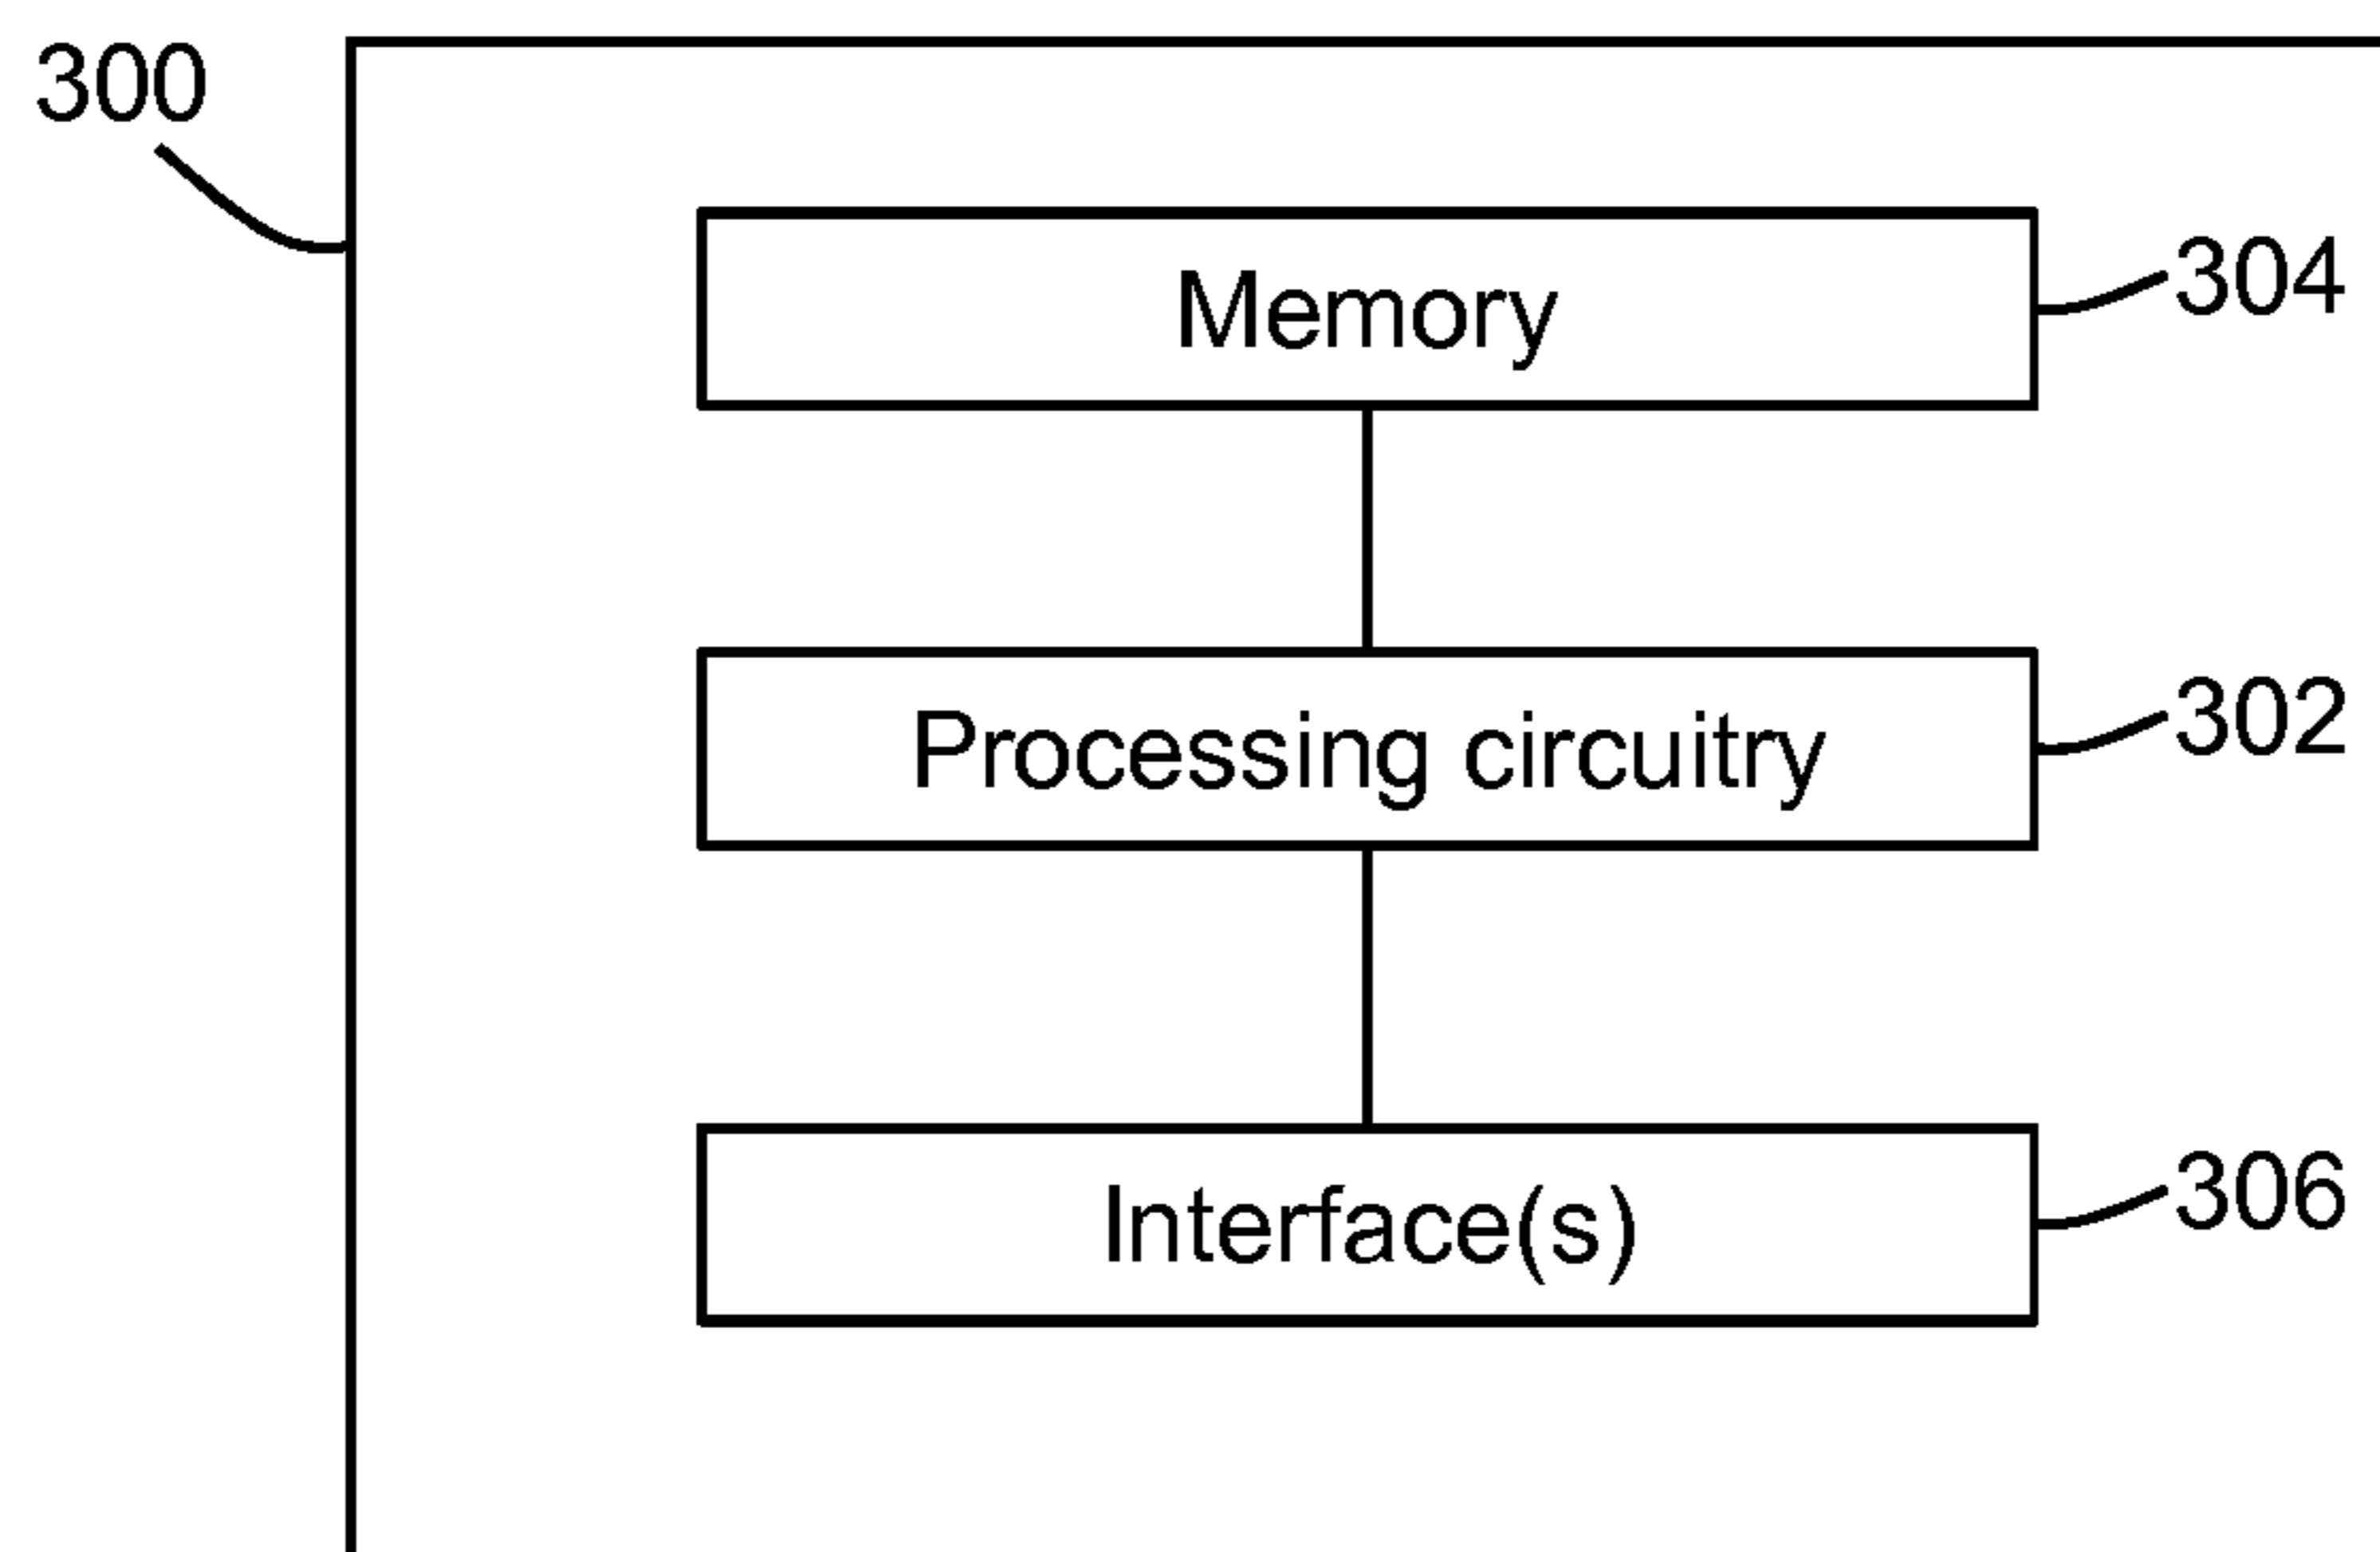 300
Memory
304
Processing circuitry
302
Interface(s)
306